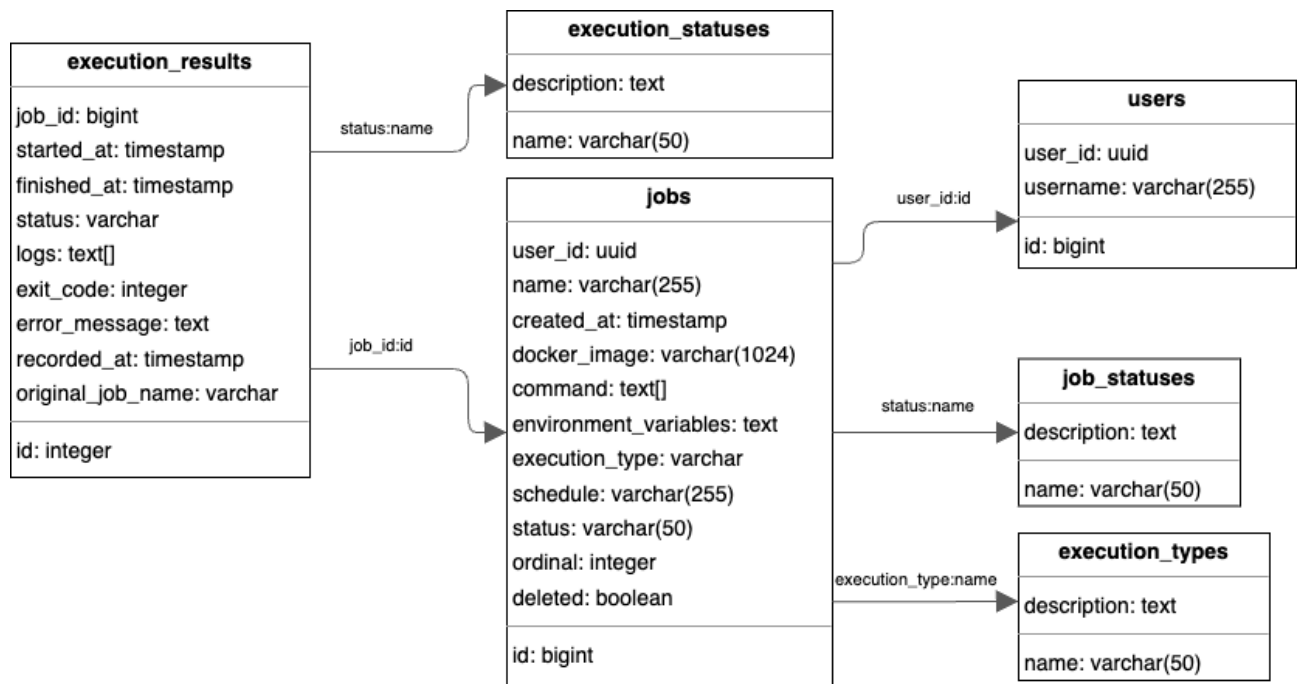 execution_results
job_id: bigint
started_at: timestamp
finished_at: timestamp
status: varchar
logs: text[]
exit_code: integer
error_message: text
recorded_at: timestamp
original_job_name: varchar
id: integer
status:name
job_id:id
execution_statuses
description: text
name: varchar(50)
jobs
user_id: uuid
name: varchar(255)
created_at: timestamp
docker_image: varchar(1024)
command: text[]
environment_variables: text
execution_type: varchar
schedule: varchar(255)
status: varchar(50)
ordinal: integer
deleted: boolean
id: bigint
user_id:id
status:name
execution_type:name
users
user_id: uuid
username: varchar(255)
id: bigint
job_statuses
description: text
name: varchar(50)
execution_types
description: text
name: varchar(50)